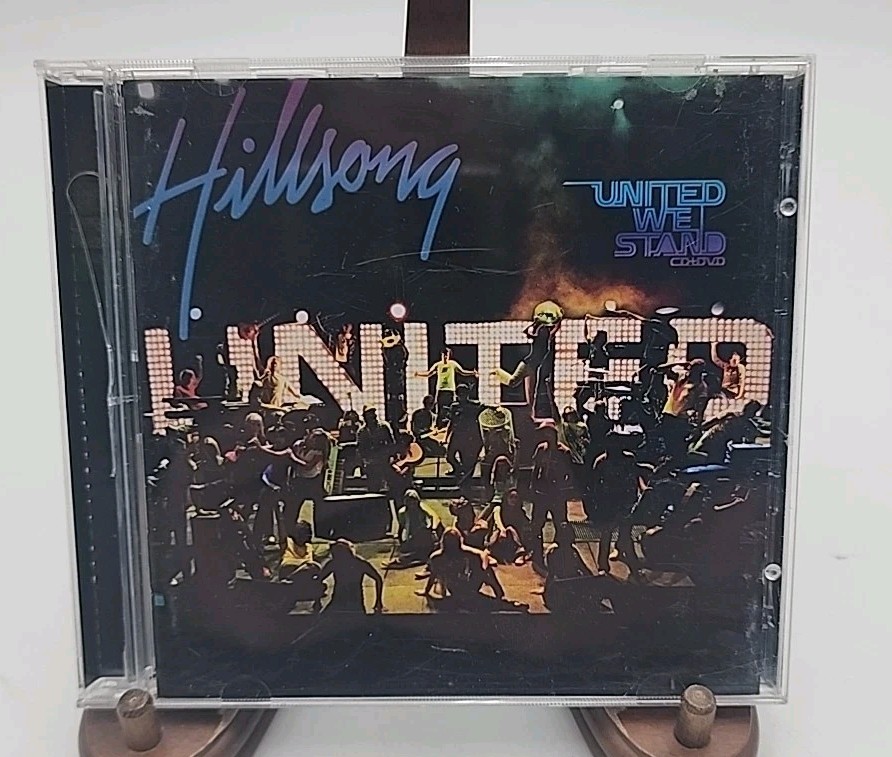 Hillsong
UNITED
WE
STAND
CD+DVD
UNITED